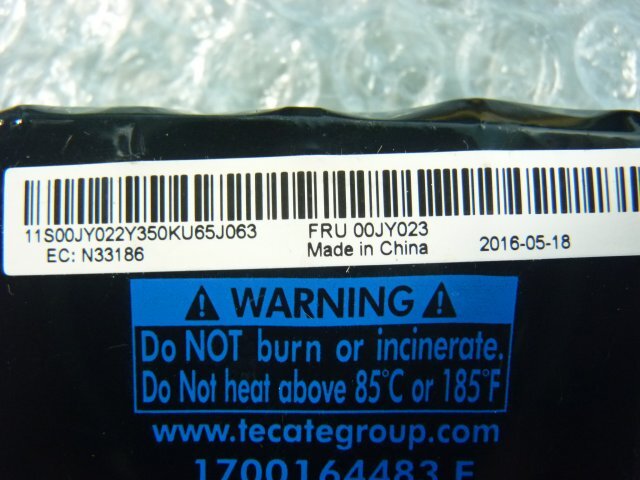 11S00JY022Y350KU65J063 FRU 00JY023
EC: N33186 Made in China 2016-05-18
WARNING
Do NOT burn or incinerate.
Do Not heat above 85°C or 185°F
www.tecategroup.com
1700164483 F